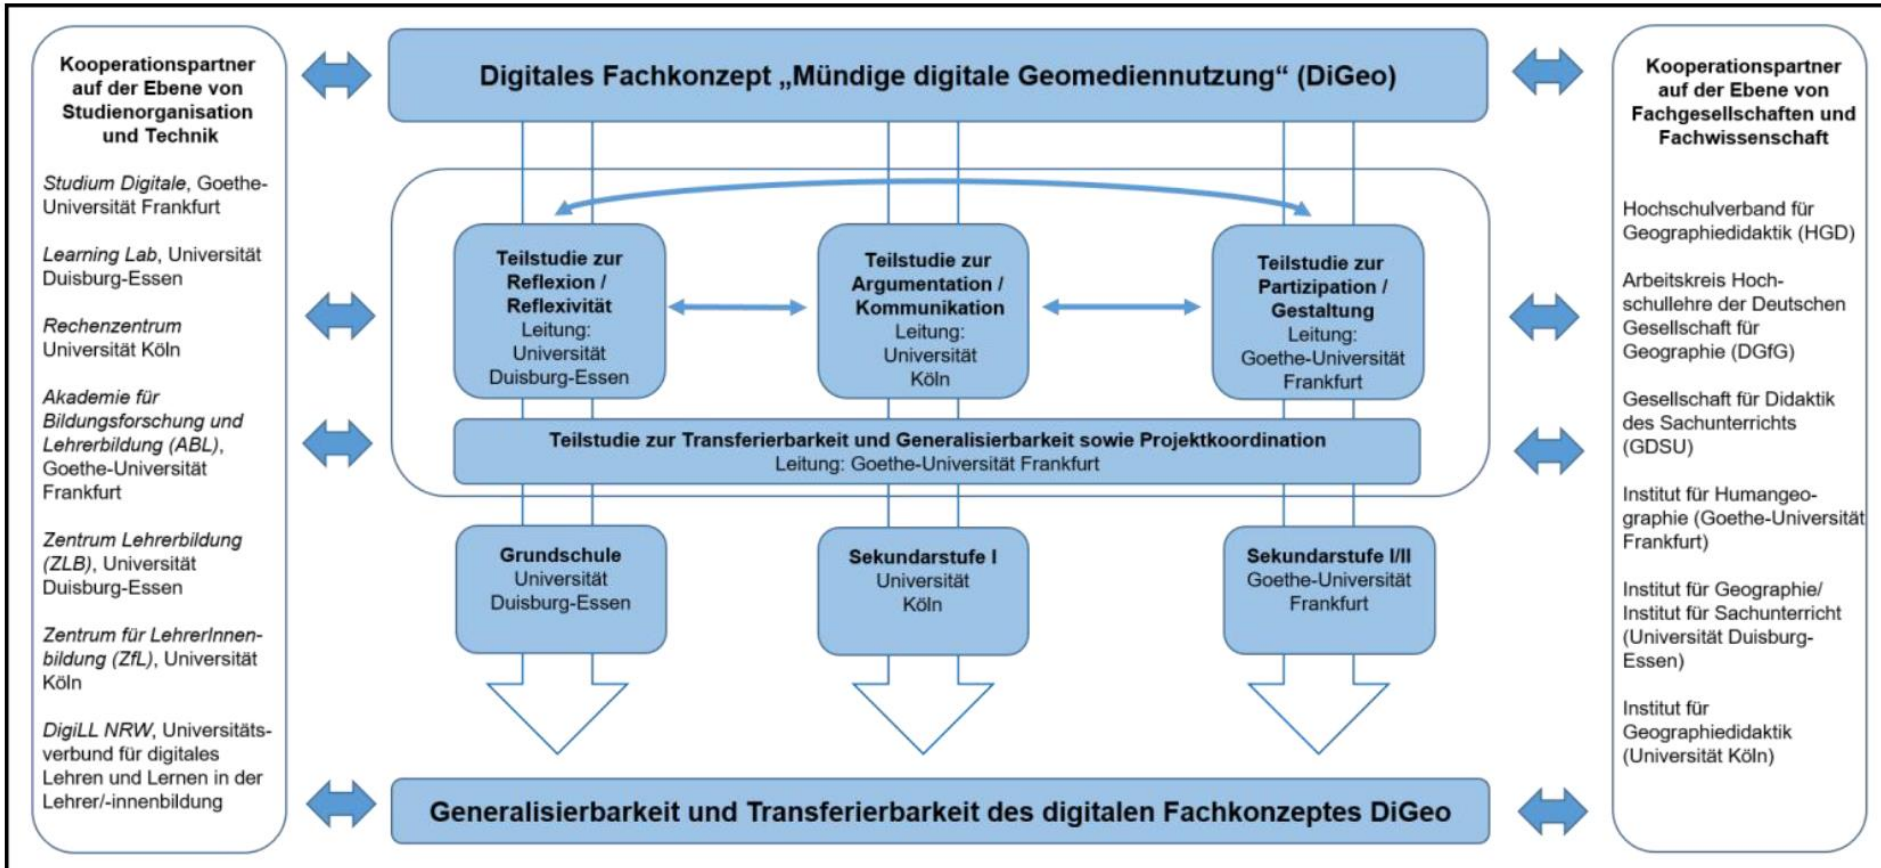 Kooperationspartner
auf der Ebene von
Studienorganisation
und Technik
Studium Digitale, Goethe-
Universität Frankfurt
Learning Lab, Universität
Duisburg-Essen
Rechenzentrum
Universität Köln
Akademie für
Bildungsforschung und
Lehrerbildung (ABL),
Goethe-Universität
Frankfurt
Zentrum Lehrerbildung
(ZLB), Universität
Duisburg-Essen
Zentrum für LehrerInnen-
bildung (ZfL), Universität
Köln
DigiLL NRW, Universitäts-
verbund für digitales
Lehren und Lernen in der
Lehrer/-innenbildung
Digitales Fachkonzept „Mündige digitale Geomediennutzung“ (DiGeo)
Teilstudie zur
Reflexion /
Reflexivität
Leitung:
Universität
Duisburg-Essen
Teilstudie zur
Argumentation /
Kommunikation
Leitung:
Universität
Köln
Teilstudie zur
Partizipation /
Gestaltung
Leitung:
Goethe-Universität
Frankfurt
Teilstudie zur Transferierbarkeit und Generalisierbarkeit sowie Projektkoordination
Leitung: Goethe-Universität Frankfurt
Grundschule
Universität
Duisburg-Essen
Sekundarstufe I
Universität
Köln
Sekundarstufe I/II
Goethe-Universität
Frankfurt
Generalisierbarkeit und Transferierbarkeit des digitalen Fachkonzeptes DiGeo
Kooperationspartner
auf der Ebene von
Fachgesellschaften und
Fachwissenschaft
Hochschulverband für
Geographiedidaktik (HGD)
Arbeitskreis Hoch-
schullehre der Deutschen
Gesellschaft für
Geographie (DGfG)
Gesellschaft für Didaktik
des Sachunterrichts
(GDSU)
Institut für Humangeo-
graphie (Goethe-Universität
Frankfurt)
Institut für Geographie/
Institut für Sachunterricht
(Universität Duisburg-
Essen)
Institut für
Geographiedidaktik
(Universität Köln)